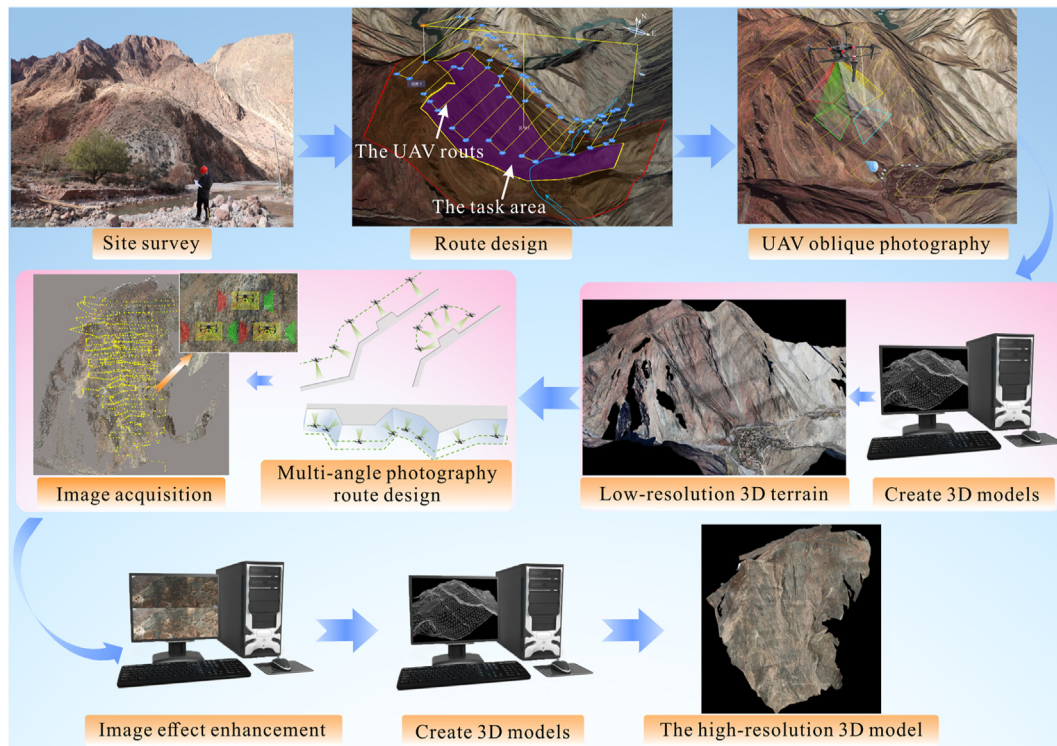 The UAV routs
The task area
Site survey
Route design
UAV oblique photography
Image acquisition
Multi-angle photography
route design
Low-resolution 3D terrain
Create 3D models
Image effect enhancement
Create 3D models
The high-resolution 3D model